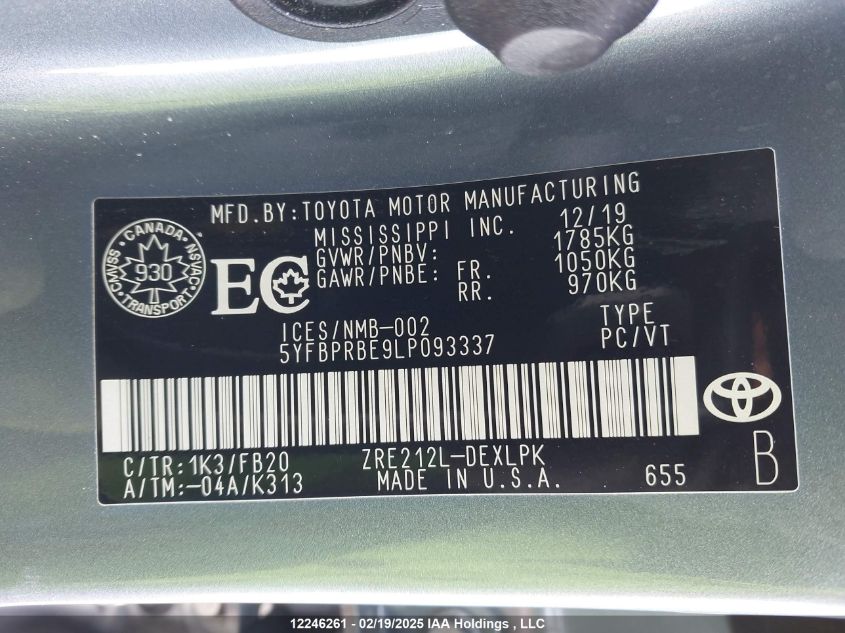 MFD.BY:TOYOTA MOTOR MANUFACTURING
MISSISSIPPI INC. 12/19
GVWR/PNBV: 1785KG
GAWR/PNBE: FR. 1050KG
RR. 970KG
CANADA
CMVSS
930
NSVAC
TRANSPORT
EC
ICES/NMB-002
TYPE
5YFBPRBE9LP093337
PC/VT
C/TR:1K3/FB20 ZRE212L-DEXLPK
A/TM:-04A/K313 MADE IN U.S.A. 655
B
12246261 - 02/19/2025 IAA Holdings , LLC